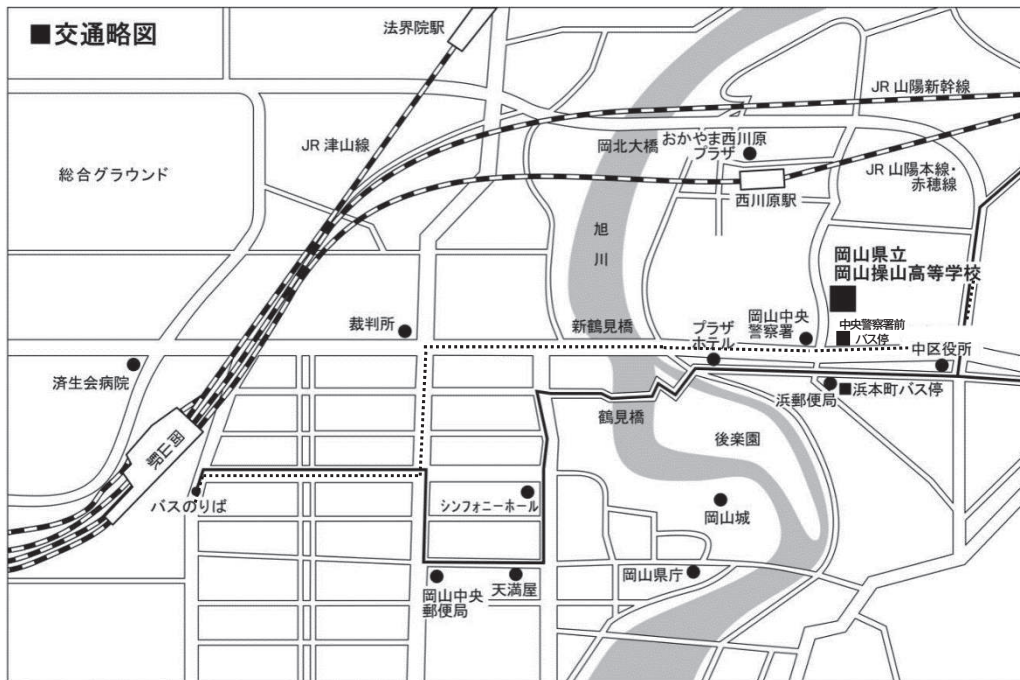 ■交通略図
法界院駅
JR 山陽新幹線
JR 津山線
岡北大橋
おかやま西川原
プラザ
総合グラウンド
JR 山陽本線・
赤穂線
西川原駅
旭
川
岡山県立
岡山操山高等学校
裁判所
新鶴見橋
プラザ
ホテル
岡山中央
警察署
中央警察署前
バス停
中区役所
済生会病院
浜郵便局
■浜本町バス停
鶴見橋
後楽園
岡山駅
バスのりば
シンフォニーホール
岡山城
岡山中央
郵便局
天満屋
岡山県庁